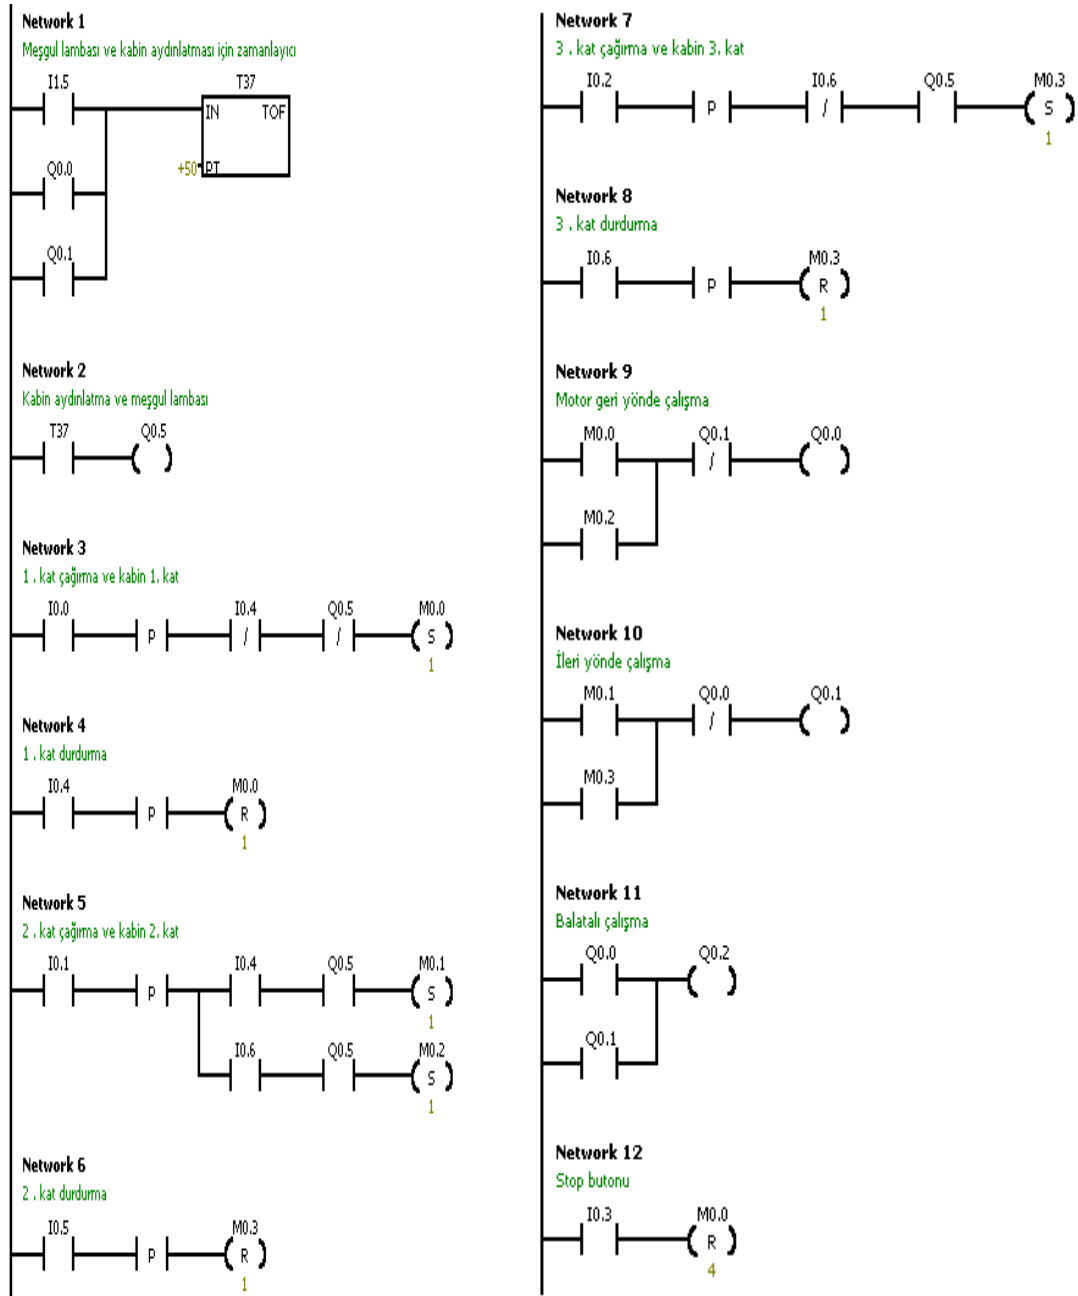 Network 1
Meşgul lambası ve kabin aydınlatması için zamanlayıcı
I1.5
T37
IN TOF
Q0.0
+50 PT
Q0.1
Network 2
Kabin aydınlatma ve meşgul lambası
T37 Q0.5
Network 3
1 . kat çağırma ve kabin 1. kat
I0.0 I0.4 Q0.5 M0.0
P / / S
1
Network 4
1 . kat durdurma
I0.4 M0.0
P R
1
Network 5
2 . kat çağırma ve kabin 2. kat
I0.1 I0.4 Q0.5 M0.1
P S
1
I0.6 Q0.5 M0.2
S
1
Network 6
2 . kat durdurma
I0.5 M0.3
P R
1
Network 7
3 . kat çağırma ve kabin 3. kat
I0.2 I0.6 Q0.5 M0.3
P / S
1
Network 8
3 . kat durdurma
I0.6 M0.3
P R
1
Network 9
Motor geri yönde çalışma
M0.0 Q0.1 Q0.0
/
M0.2
Network 10
İleri yönde çalışma
M0.1 Q0.0 Q0.1
/
M0.3
Network 11
Balatalı çalışma
Q0.0 Q0.2
Q0.1
Network 12
Stop butonu
I0.3 M0.0
R
4